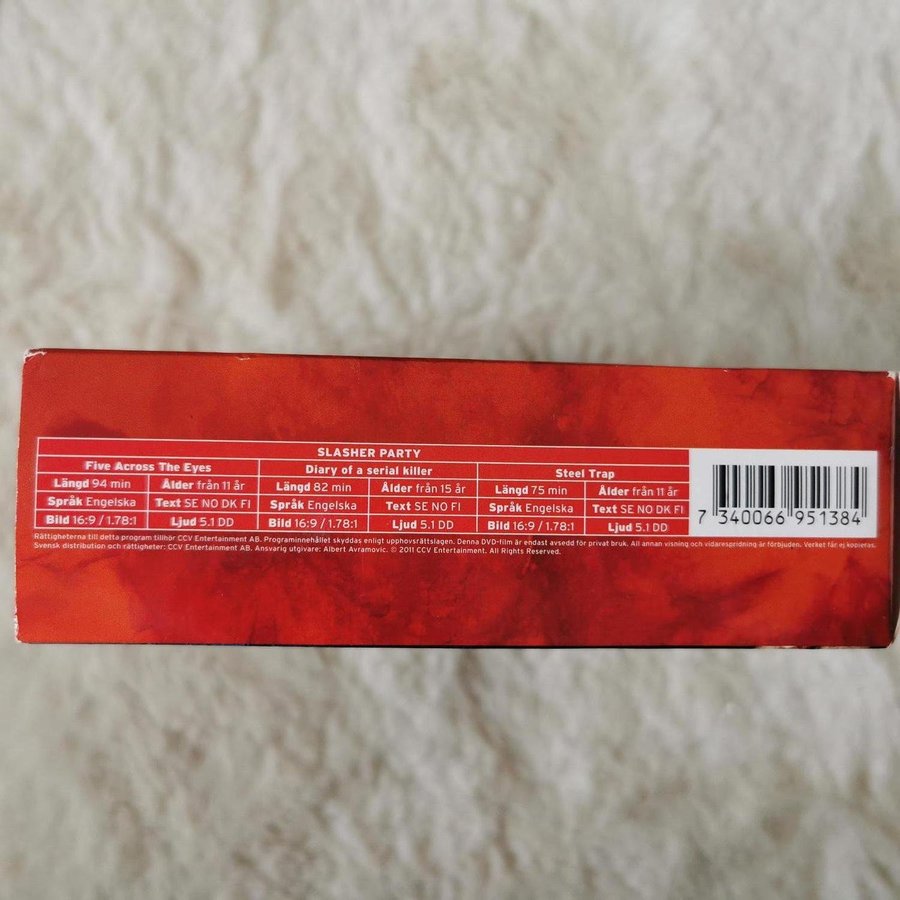 SLASHER PARTY
Five Across The Eyes Diary of a serial killer Steel Trap
Längd 94 min Ålder från 11 år Längd 82 min Ålder från 15 år Längd 75 min Ålder från 11 år
Språk Engelska Text SE NO DK FI Språk Engelska Text SE NO FI Språk Engelska Text SE NO DK FI
Bild 16:9 / 1.78:1 Ljud 5.1 DD Bild 16:9 / 1.78:1 Ljud 5.1 DD Bild 16:9 / 1.78:1 Ljud 5.1 DD
7 340066 951384
Rättigheterna till detta program tillhör CCV Entertainment AB. Programinnehållet skyddas enligt upphovsrättslagen. Denna DVD-film är endast avsedd för privat bruk. All annan visning och vidarespridning är förbjuden. Verket får ej kopieras.
Svensk distribution och rättigheter: CCV Entertainment AB. Ansvarig utgivare: Albert Avramovic. © 2011 CCV Entertainment. All Rights Reserved.